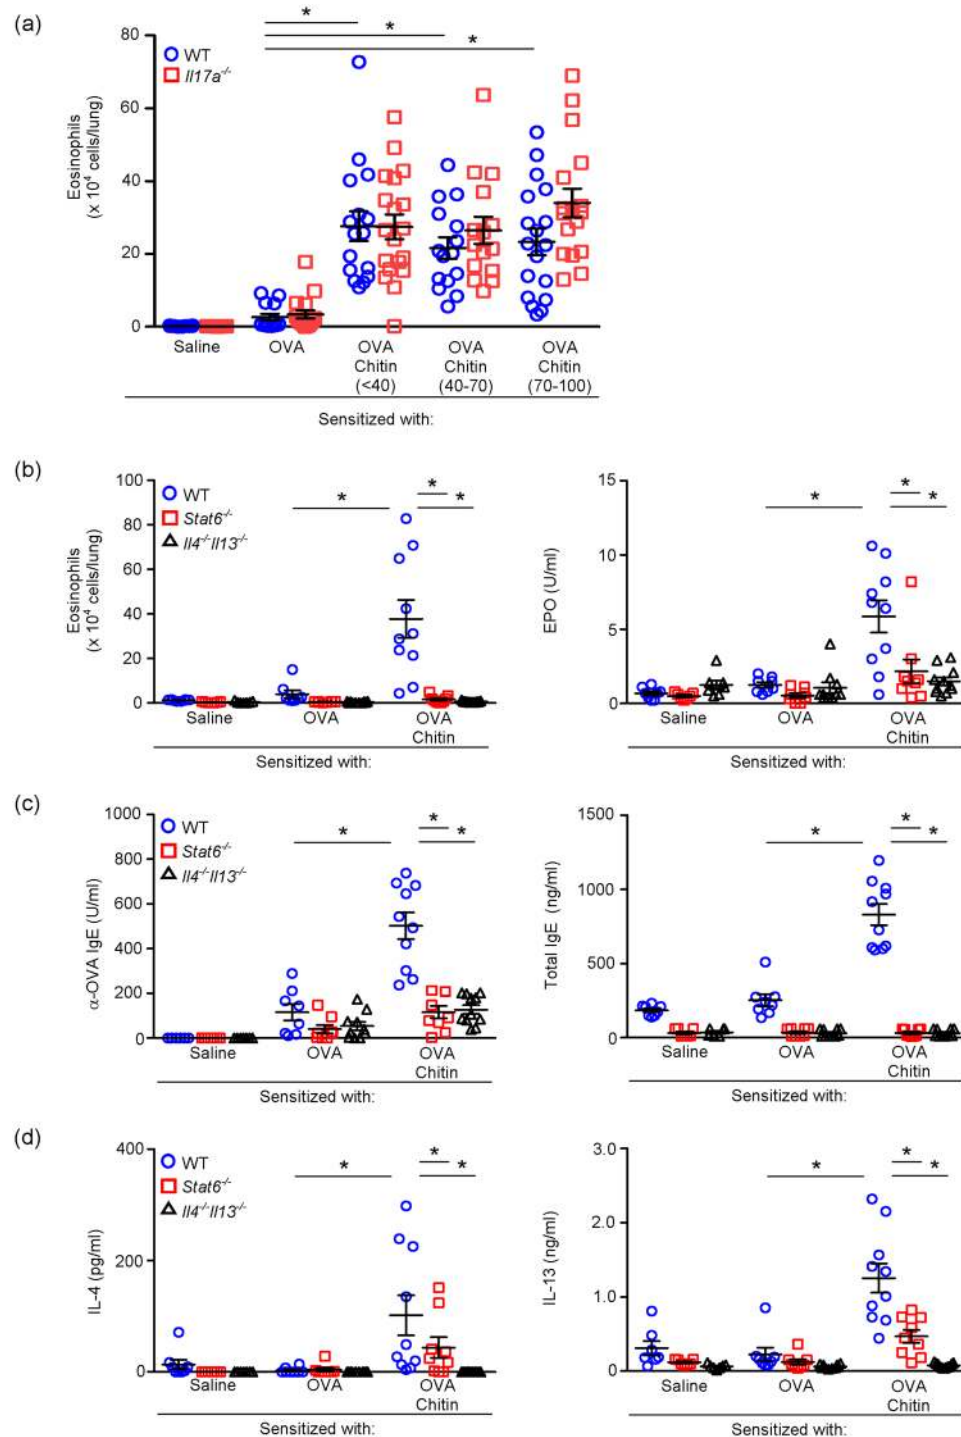 (a)
* * *
80
60
40
20
0
Eosinophils
(x 10⁴ cells/lung)
WT
Il17a⁻/⁻
Saline OVA OVA OVA OVA
Chitin Chitin Chitin
(<40) (40-70) (70-100)
Sensitized with:
(b)
100
80
60
40
20
0
Eosinophils
(x 10⁴ cells/lung)
WT
Stat6⁻/⁻
Il4⁻/⁻Il13⁻/⁻
* * *
Saline OVA OVA
Chitin
Sensitized with:
15
10
5
0
EPO (U/ml)
* * *
Saline OVA OVA
Chitin
Sensitized with:
(c)
1000
800
600
400
200
0
α-OVA IgE (U/ml)
WT
Stat6⁻/⁻
Il4⁻/⁻Il13⁻/⁻
* * *
Saline OVA OVA
Chitin
Sensitized with:
1500
1000
500
0
Total IgE (ng/ml)
* * *
Saline OVA OVA
Chitin
Sensitized with:
(d)
400
200
0
IL-4 (pg/ml)
WT
Stat6⁻/⁻
Il4⁻/⁻Il13⁻/⁻
* * *
Saline OVA OVA
Chitin
Sensitized with:
3.0
2.0
1.0
0.0
IL-13 (ng/ml)
* * *
Saline OVA OVA
Chitin
Sensitized with: